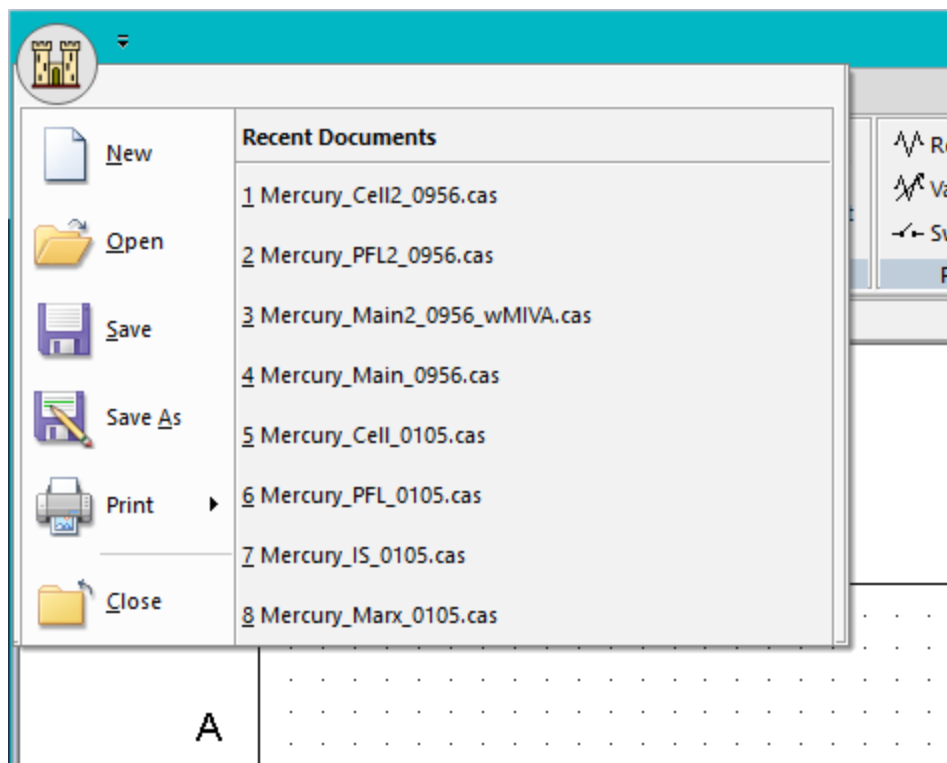 New
Open
Save
Save As
Print
Close
Recent Documents
1 Mercury_Cell2_0956.cas
2 Mercury_PFL2_0956.cas
3 Mercury_Main2_0956_wMIVA.cas
4 Mercury_Main_0956.cas
5 Mercury_Cell_0105.cas
6 Mercury_PFL_0105.cas
7 Mercury_IS_0105.cas
8 Mercury_Marx_0105.cas
A